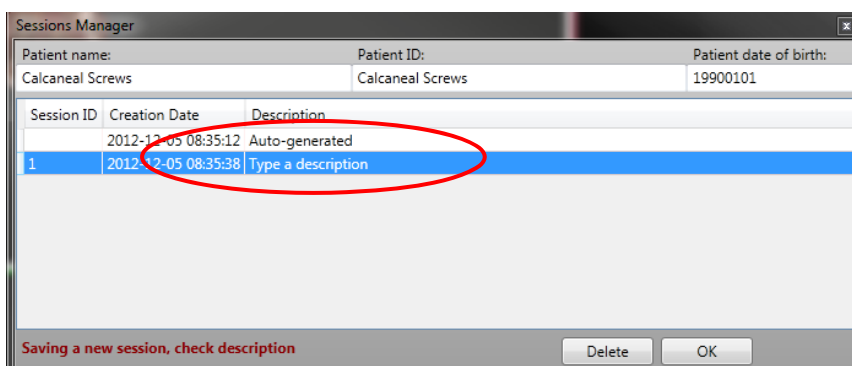 Sessions Manager x
Patient name: Patient ID: Patient date of birth:
Calcaneal Screws Calcaneal Screws 19900101
Session ID Creation Date Description
2012-12-05 08:35:12 Auto-generated
1 2012-12-05 08:35:38 Type a description
Saving a new session, check description Delete OK